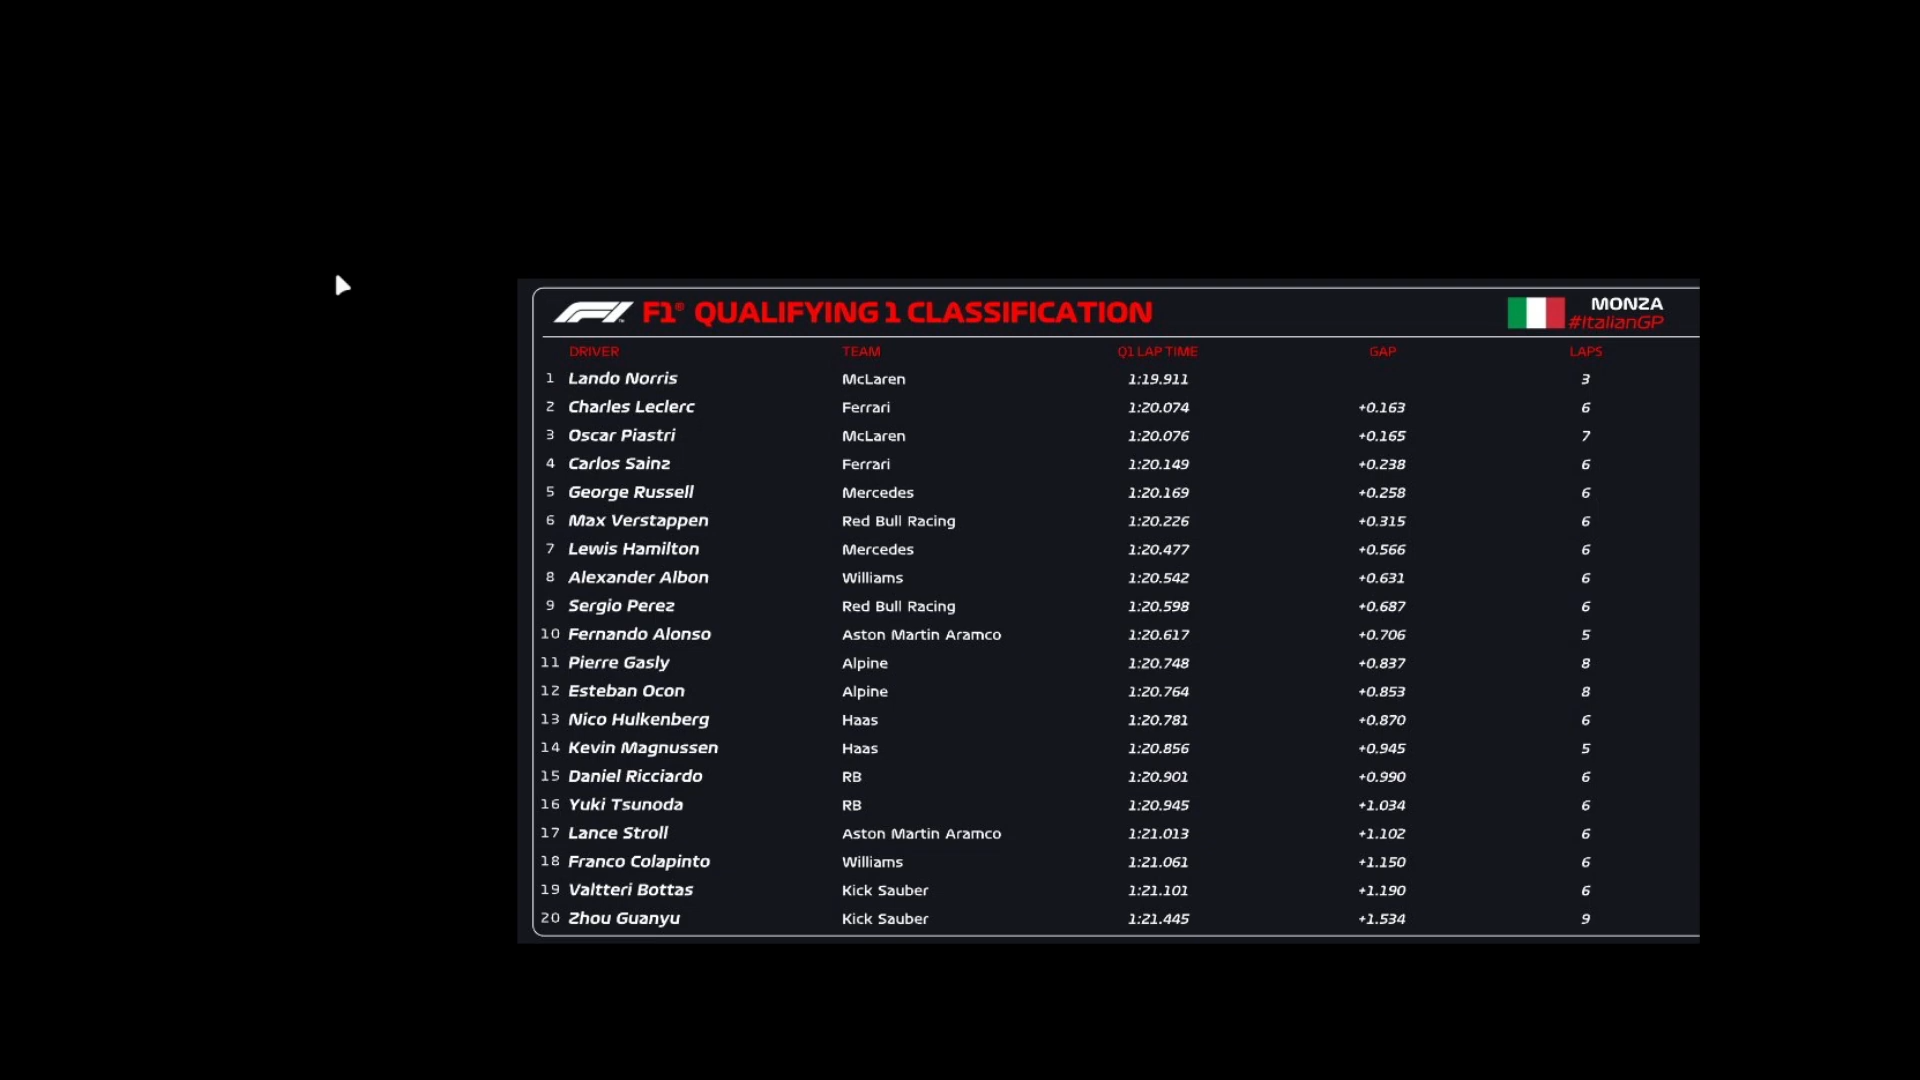 F1® QUALIFYING 1 CLASSIFICATION MONZA
#ItalianGP
DRIVER TEAM Q1 LAP TIME GAP LAPS
1 Lando Norris McLaren 1:19.911 3
2 Charles Leclerc Ferrari 1:20.074 +0.163 6
3 Oscar Piastri McLaren 1:20.076 +0.165 7
4 Carlos Sainz Ferrari 1:20.149 +0.238 6
5 George Russell Mercedes 1:20.169 +0.258 6
6 Max Verstappen Red Bull Racing 1:20.226 +0.315 6
7 Lewis Hamilton Mercedes 1:20.477 +0.566 6
8 Alexander Albon Williams 1:20.542 +0.631 6
9 Sergio Perez Red Bull Racing 1:20.598 +0.687 6
10 Fernando Alonso Aston Martin Aramco 1:20.617 +0.706 5
11 Pierre Gasly Alpine 1:20.748 +0.837 8
12 Esteban Ocon Alpine 1:20.764 +0.853 8
13 Nico Hulkenberg Haas 1:20.781 +0.870 6
14 Kevin Magnussen Haas 1:20.856 +0.945 5
15 Daniel Ricciardo RB 1:20.901 +0.990 6
16 Yuki Tsunoda RB 1:20.945 +1.034 6
17 Lance Stroll Aston Martin Aramco 1:21.013 +1.102 6
18 Franco Colapinto Williams 1:21.061 +1.150 6
19 Valtteri Bottas Kick Sauber 1:21.101 +1.190 6
20 Zhou Guanyu Kick Sauber 1:21.445 +1.534 9